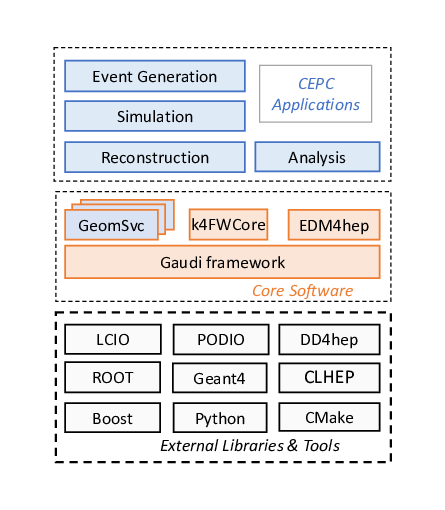 Event Generation
CEPC
Applications
Simulation
Reconstruction
Analysis
GeomSvc
k4FWCore
EDM4hep
Gaudi framework
Core Software
LCIO
PODIO
DD4hep
ROOT
Geant4
CLHEP
Boost
Python
CMake
External Libraries & Tools